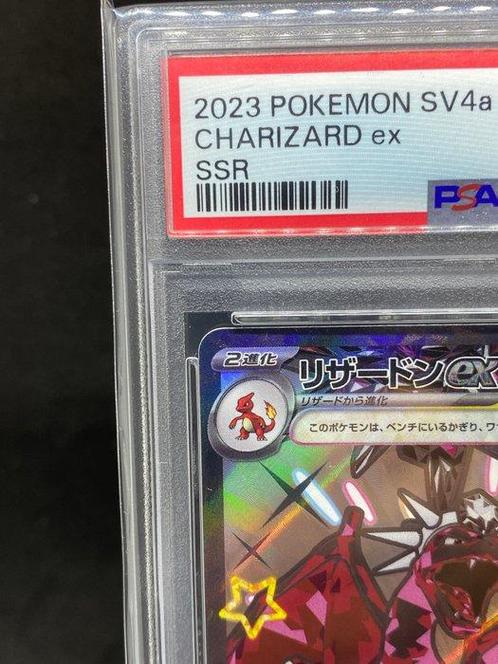 2023 POKEMON SV4a
CHARIZARD ex
SSR
PSA
2進化
リザードンex
リザードから進化
このポケモンは、ベンチにいるかぎり、ワ